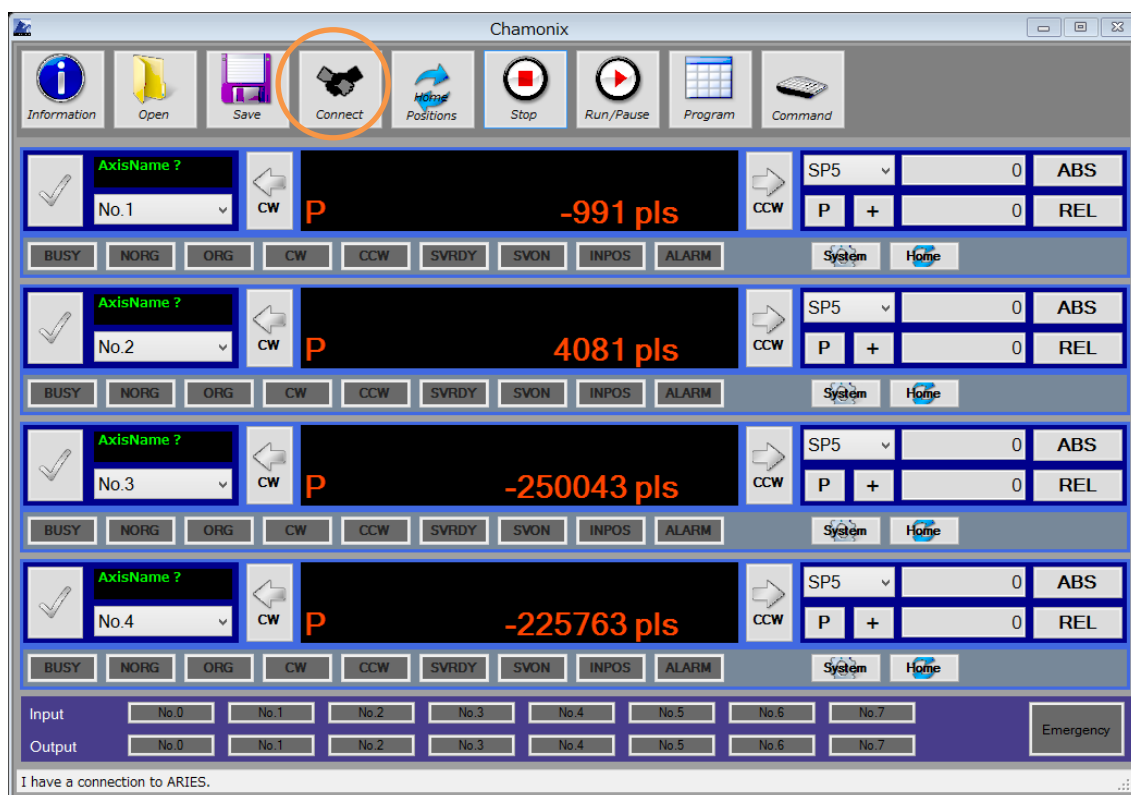 Chamonix
Information Open Save Connect Home Positions Stop Run/Pause Program Command
AxisName ?
No.1
CW
P -991 pls
CCW
SP5 0 ABS
P + 0 REL
BUSY NORG ORG CW CCW SVRDY SVON INPOS ALARM System Home
AxisName ?
No.2
CW
P 4081 pls
CCW
SP5 0 ABS
P + 0 REL
BUSY NORG ORG CW CCW SVRDY SVON INPOS ALARM System Home
AxisName ?
No.3
CW
P -250043 pls
CCW
SP5 0 ABS
P + 0 REL
BUSY NORG ORG CW CCW SVRDY SVON INPOS ALARM System Home
AxisName ?
No.4
CW
P -225763 pls
CCW
SP5 0 ABS
P + 0 REL
BUSY NORG ORG CW CCW SVRDY SVON INPOS ALARM System Home
Input No.0 No.1 No.2 No.3 No.4 No.5 No.6 No.7
Output No.0 No.1 No.2 No.3 No.4 No.5 No.6 No.7
Emergency
I have a connection to ARIES.